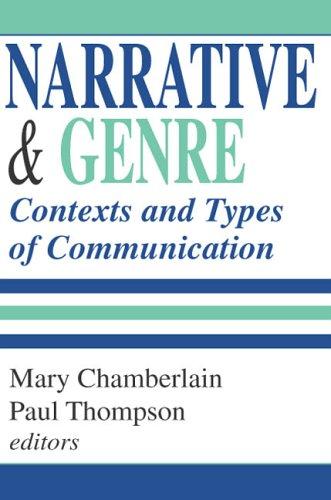 NARRATIVE
& GENRE
Contexts and Types
of Communication
Mary Chamberlain
Paul Thompson
editors